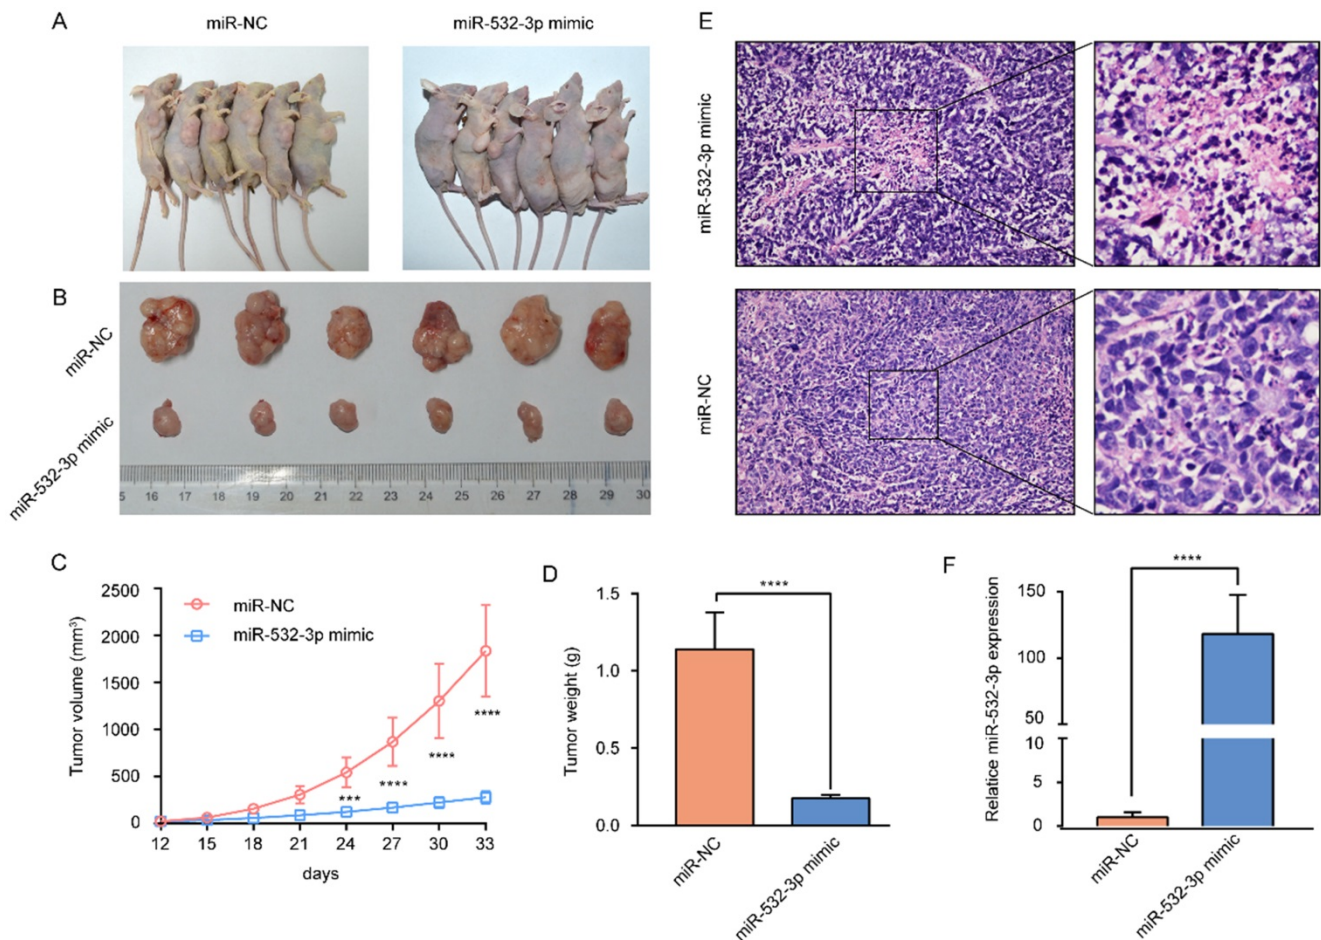 A
miR-NC
miR-532-3p mimic
B
miR-NC
miR-532-3p mimic
5 16 17 18 19 20 21 22 23 24 25 26 27 28 29 30
C
Tumor volume (mm³)
2500
2000
1500
1000
500
0
miR-NC
miR-532-3p mimic
***
****
****
****
12 15 18 21 24 27 30 33
days
D
Tumor weight (g)
1.5
1.0
0.5
0.0
****
miR-NC
miR-532-3p mimic
E
miR-532-3p mimic
miR-NC
F
Relatice miR-532-3p expression
150
100
50
10
5
0
****
miR-NC
miR-532-3p mimic